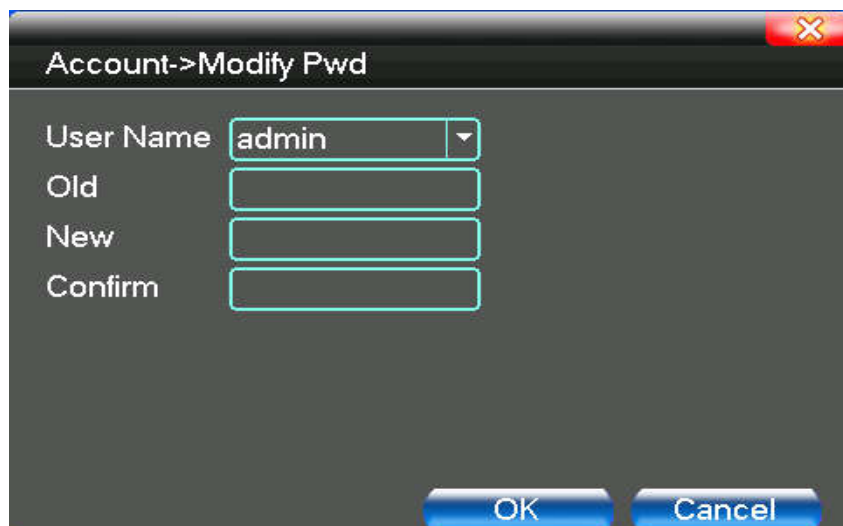 Account->Modify Pwd
User Name admin
Old
New
Confirm
OK Cancel